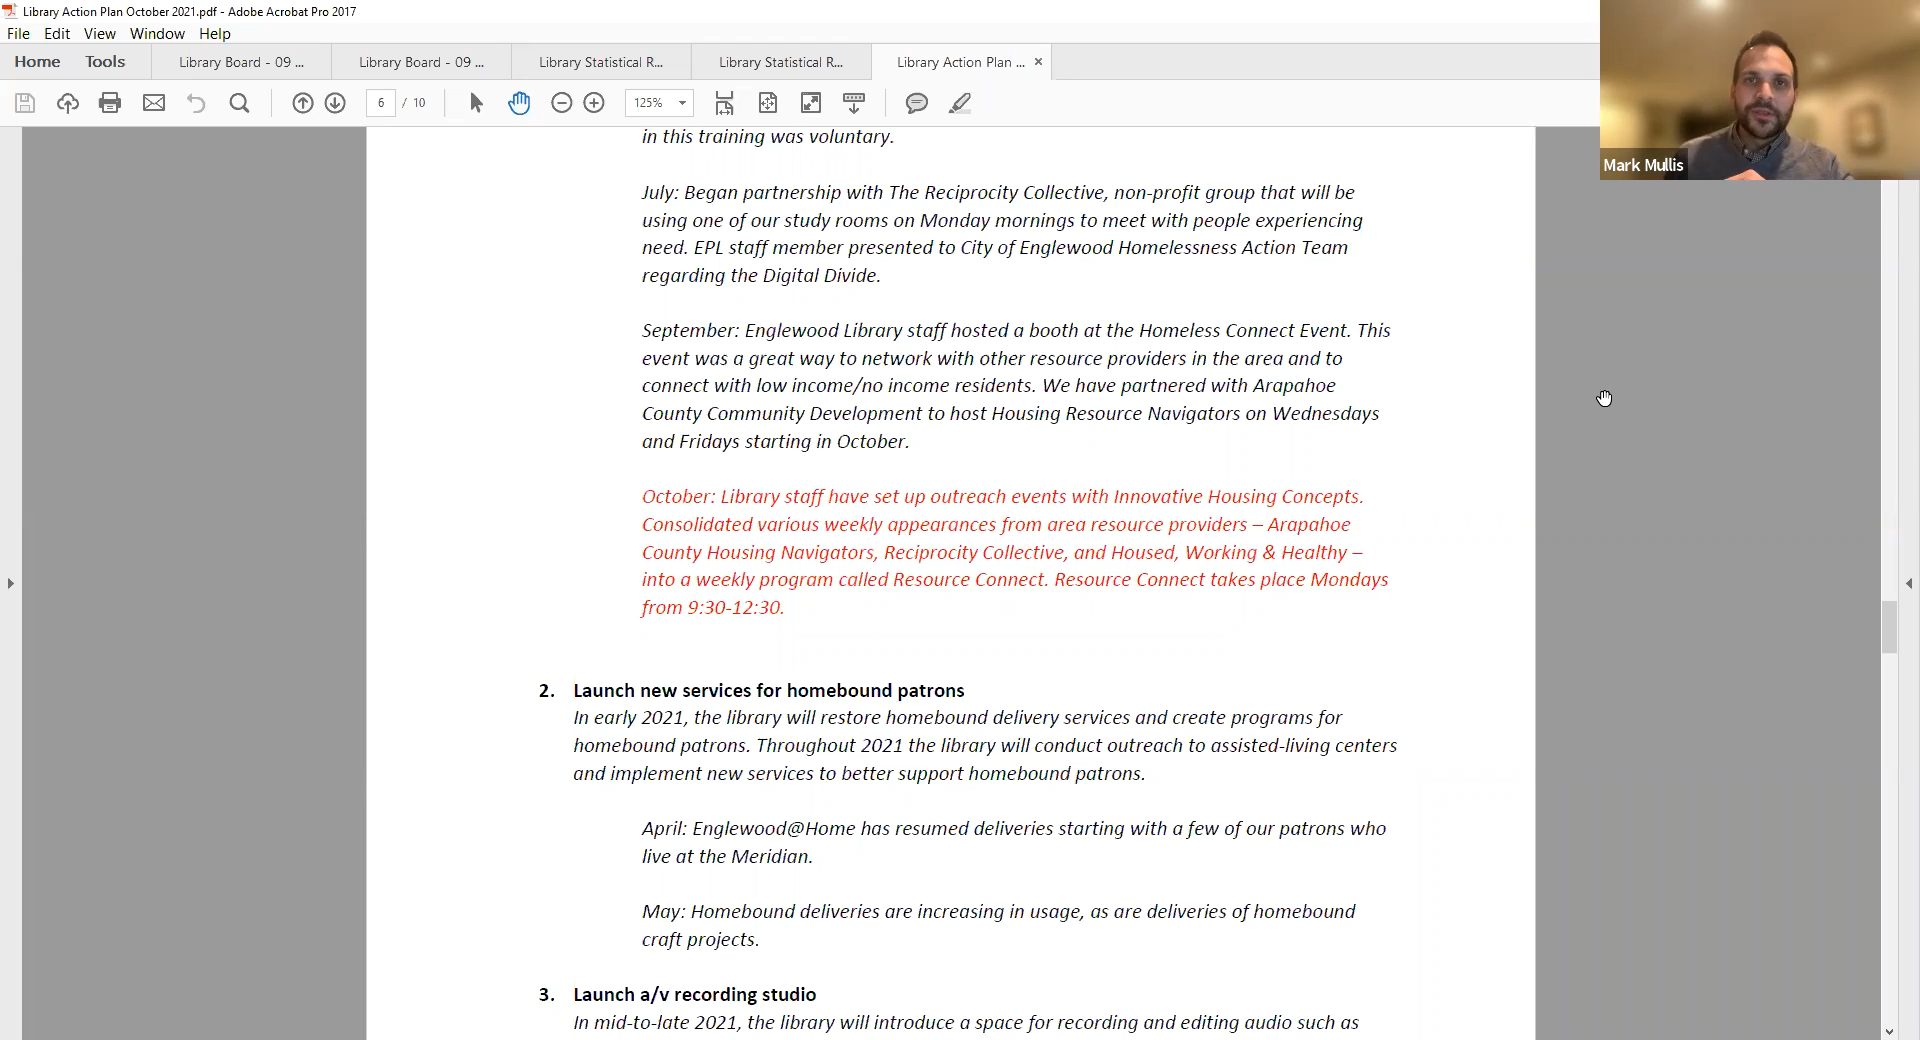 Library Action Plan October 2021.pdf - Adobe Acrobat Pro 2017
File Edit View Window Help
Home Tools Library Board - 09 ... Library Board - 09 ... Library Statistical R... Library Statistical R... Library Action Plan ... ×
6 / 10 125%
Mark Mullis
in this training was voluntary.
July: Began partnership with The Reciprocity Collective, non-profit group that will be
using one of our study rooms on Monday mornings to meet with people experiencing
need. EPL staff member presented to City of Englewood Homelessness Action Team
regarding the Digital Divide.
September: Englewood Library staff hosted a booth at the Homeless Connect Event. This
event was a great way to network with other resource providers in the area and to
connect with low income/no income residents. We have partnered with Arapahoe
County Community Development to host Housing Resource Navigators on Wednesdays
and Fridays starting in October.
October: Library staff have set up outreach events with Innovative Housing Concepts.
Consolidated various weekly appearances from area resource providers – Arapahoe
County Housing Navigators, Reciprocity Collective, and Housed, Working & Healthy –
into a weekly program called Resource Connect. Resource Connect takes place Mondays
from 9:30-12:30.
2. Launch new services for homebound patrons
In early 2021, the library will restore homebound delivery services and create programs for
homebound patrons. Throughout 2021 the library will conduct outreach to assisted-living centers
and implement new services to better support homebound patrons.
April: Englewood@Home has resumed deliveries starting with a few of our patrons who
live at the Meridian.
May: Homebound deliveries are increasing in usage, as are deliveries of homebound
craft projects.
3. Launch a/v recording studio
In mid-to-late 2021, the library will introduce a space for recording and editing audio such as